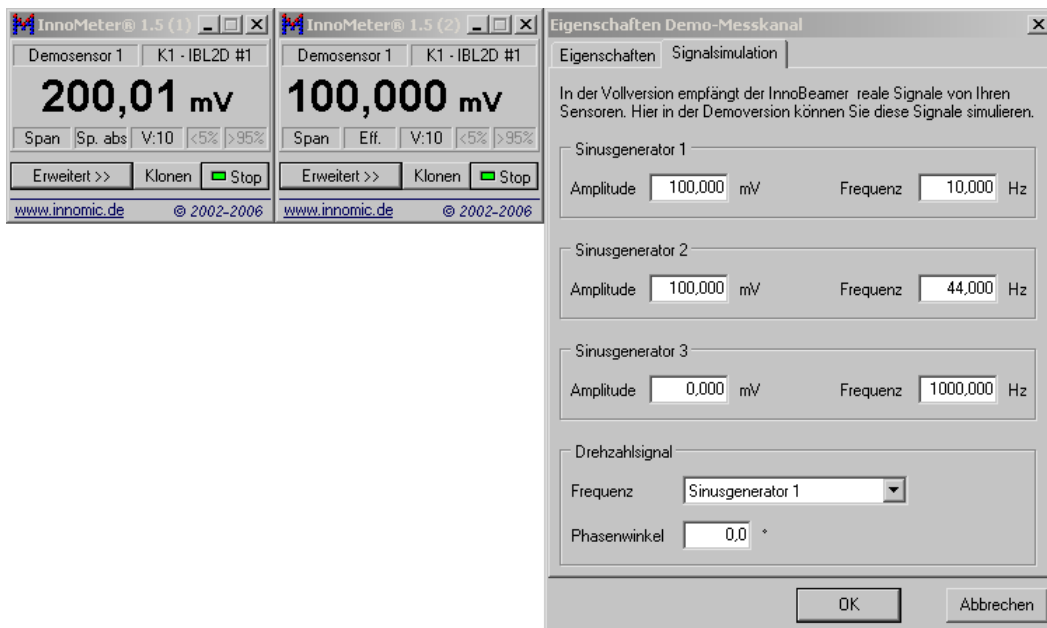 InnoMeter® 1.5 (1)
Demosensor 1 K1 - IBL2D #1
200,01 mV
Span Sp. abs V:10 <5% >95%
Erweitert >> Klonen Stop
www.innomic.de © 2002-2006
InnoMeter® 1.5 (2)
Demosensor 1 K1 - IBL2D #1
100,000 mV
Span Eff. V:10 <5% >95%
Erweitert >> Klonen Stop
www.innomic.de © 2002-2006
Eigenschaften Demo-Messkanal
Eigenschaften Signalsimulation
In der Vollversion empfängt der InnoBeamer reale Signale von Ihren
Sensoren. Hier in der Demoversion können Sie diese Signale simulieren.
Sinusgenerator 1
Amplitude 100,000 mV Frequenz 10,000 Hz
Sinusgenerator 2
Amplitude 100,000 mV Frequenz 44,000 Hz
Sinusgenerator 3
Amplitude 0,000 mV Frequenz 1000,000 Hz
Drehzahlsignal
Frequenz Sinusgenerator 1
Phasenwinkel 0,0 °
OK Abbrechen